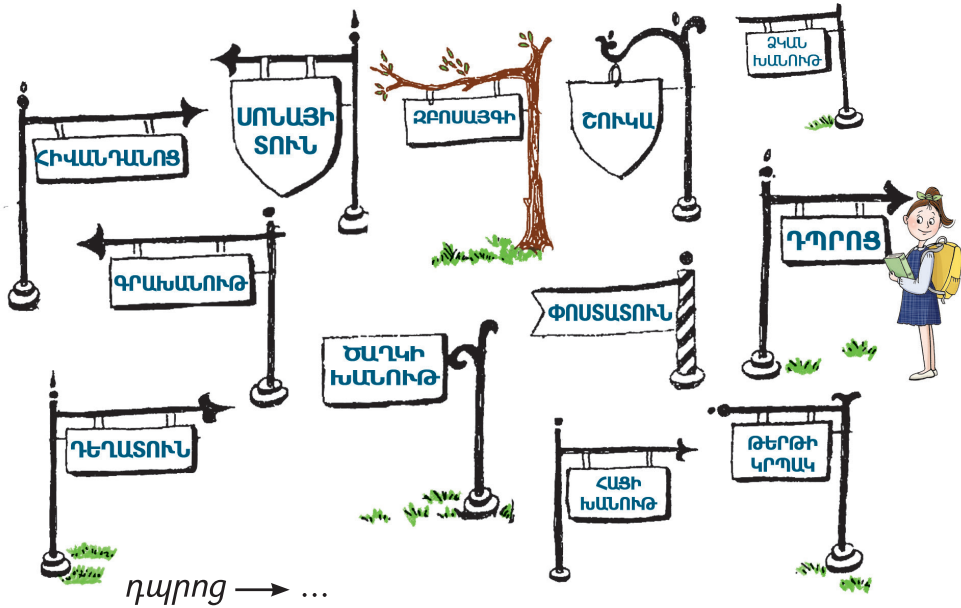 ՁԿԱՆ
ԽԱՆՈՒԹ
ՍՈՆԱՅԻ
ՏՈՒՆ
ԶԲՈՍԱՅԳԻ
ՇՈՒԿԱ
ՀԻՎԱՆԴԱՆՈՑ
ԴՊՐՈՑ
ԳՐԱԽԱՆՈՒԹ
ՓՈՍՏԱՏՈՒՆ
ԾԱՂԿԻ
ԽԱՆՈՒԹ
ԴԵՂԱՏՈՒՆ
ԹԵՐԹԻ
ԿՐՊԱԿ
ՀԱՑԻ
ԽԱՆՈՒԹ
դպրոց → ...